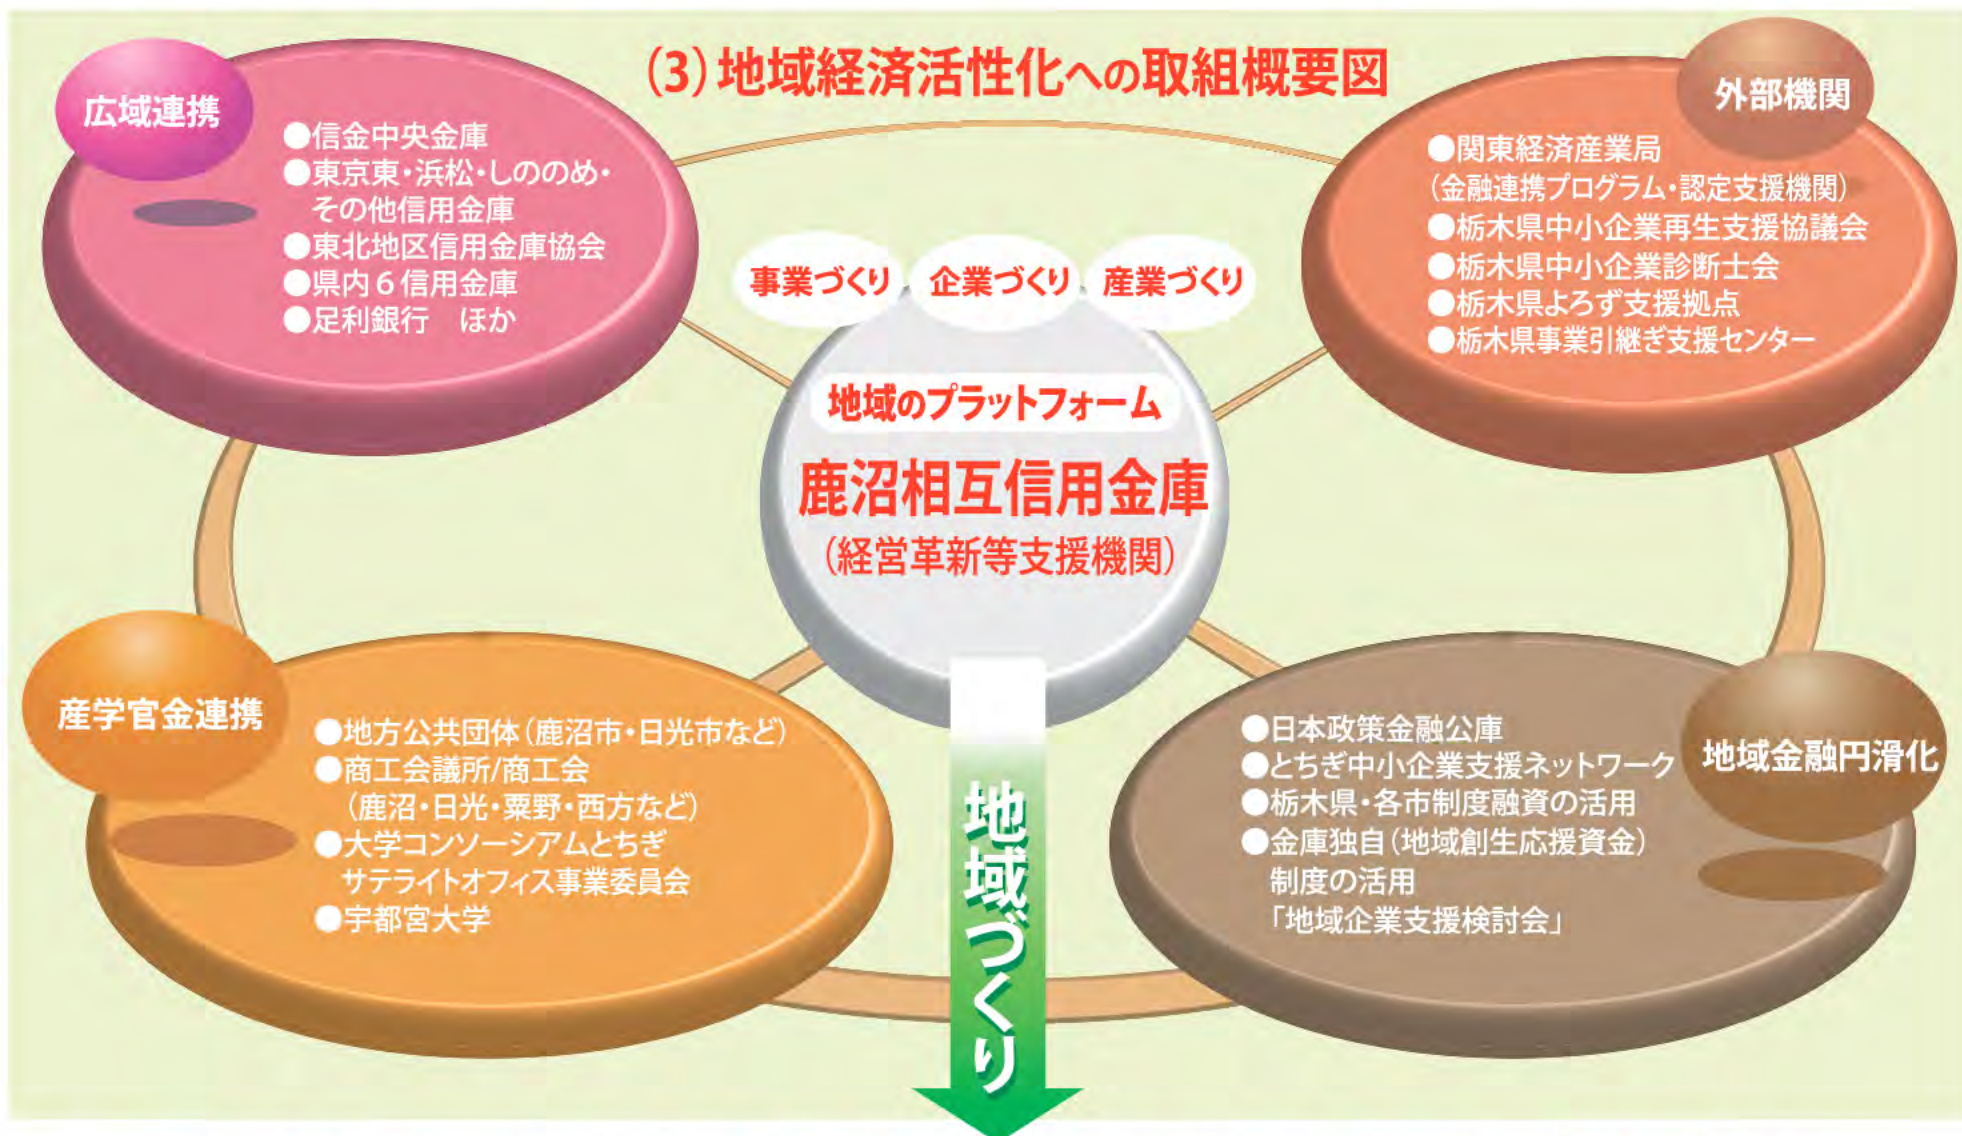 (3)地域経済活性化への取組概要図
広域連携
●信金中央金庫
●東京東・浜松・しののめ・
その他信用金庫
●東北地区信用金庫協会
●県内6信用金庫
●足利銀行　ほか
外部機関
●関東経済産業局
(金融連携プログラム・認定支援機関)
●栃木県中小企業再生支援協議会
●栃木県中小企業診断士会
●栃木県よろず支援拠点
●栃木県事業引継ぎ支援センター
事業づくり
企業づくり
産業づくり
地域のプラットフォーム
鹿沼相互信用金庫
(経営革新等支援機関)
産学官金連携
●地方公共団体(鹿沼市・日光市など)
●商工会議所/商工会
(鹿沼・日光・粟野・西方など)
●大学コンソーシアムとちぎ
サテライトオフィス事業委員会
●宇都宮大学
地域金融円滑化
●日本政策金融公庫
●とちぎ中小企業支援ネットワーク
●栃木県・各市制度融資の活用
●金庫独自(地域創生応援資金)
制度の活用
「地域企業支援検討会」
地域づくり